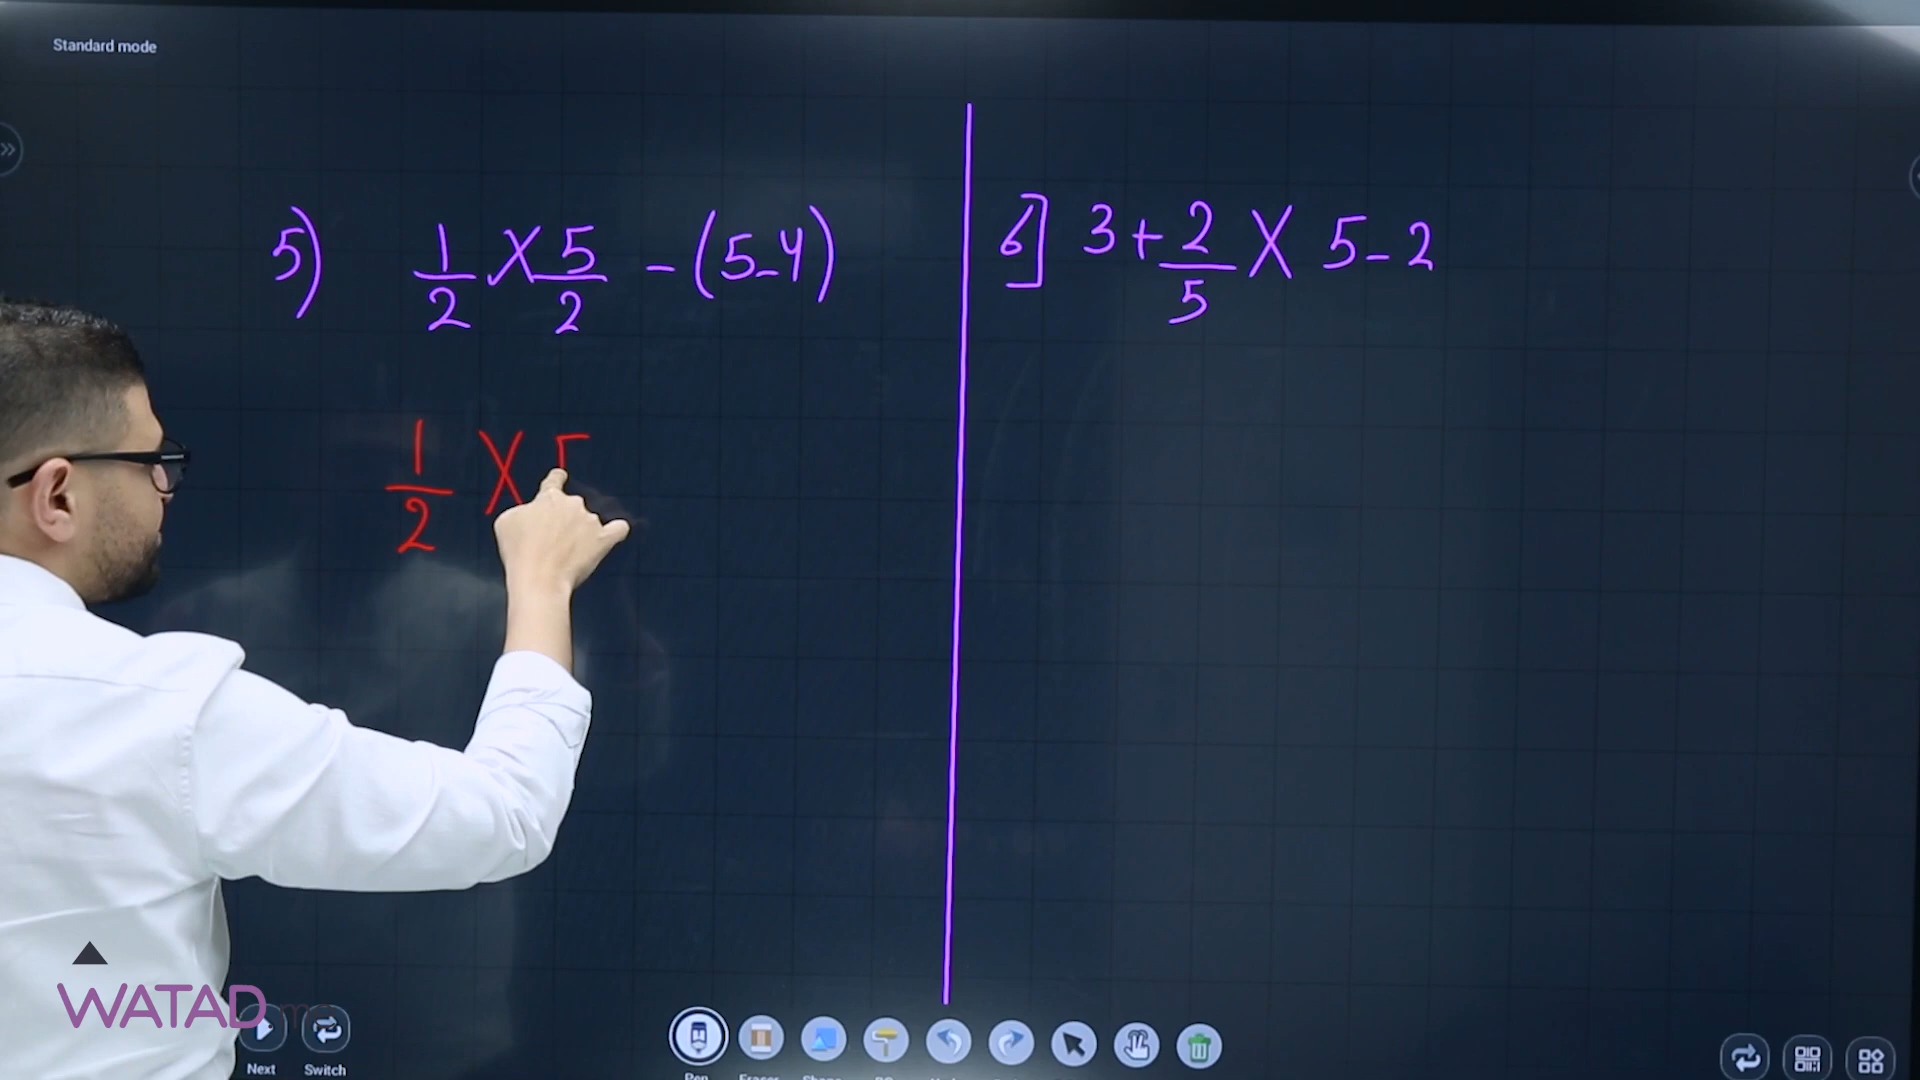 Standard mode
5) 1/2 X 5/2 - (5-4)
6] 3 + 2/5 X 5 - 2
1/2 X 5
WATAD
Next Switch